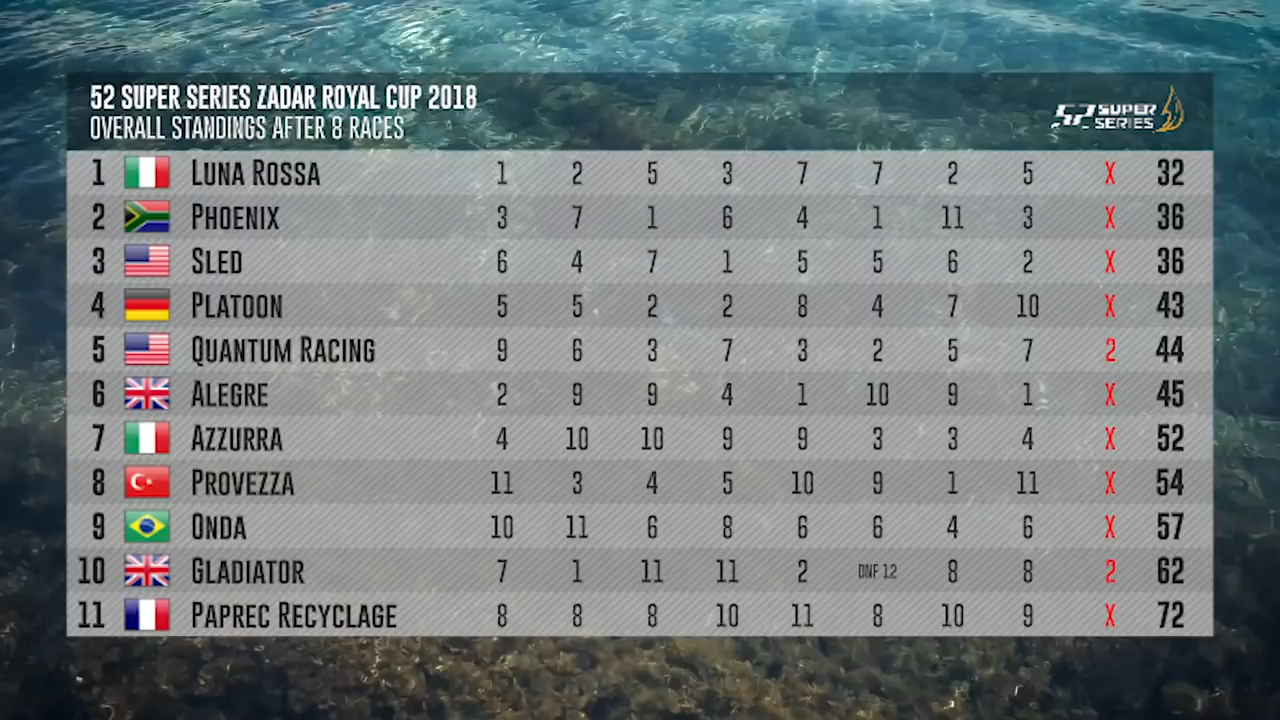 52 SUPER SERIES ZADAR ROYAL CUP 2018
OVERALL STANDINGS AFTER 8 RACES
52 SUPER SERIES
1 LUNA ROSSA 1 2 5 3 7 7 2 5 X 32
2 PHOENIX 3 7 1 6 4 1 11 3 X 36
3 SLED 6 4 7 1 5 5 6 2 X 36
4 PLATOON 5 5 2 2 8 4 7 10 X 43
5 QUANTUM RACING 9 6 3 7 3 2 5 7 2 44
6 ALEGRE 2 9 9 4 1 10 9 1 X 45
7 AZZURRA 4 10 10 9 9 3 3 4 X 52
8 PROVEZZA 11 3 4 5 10 9 1 11 X 54
9 ONDA 10 11 6 8 6 6 4 6 X 57
10 GLADIATOR 7 1 11 11 2 DNF 12 8 8 2 62
11 PAPREC RECYCLAGE 8 8 8 10 11 8 10 9 X 72